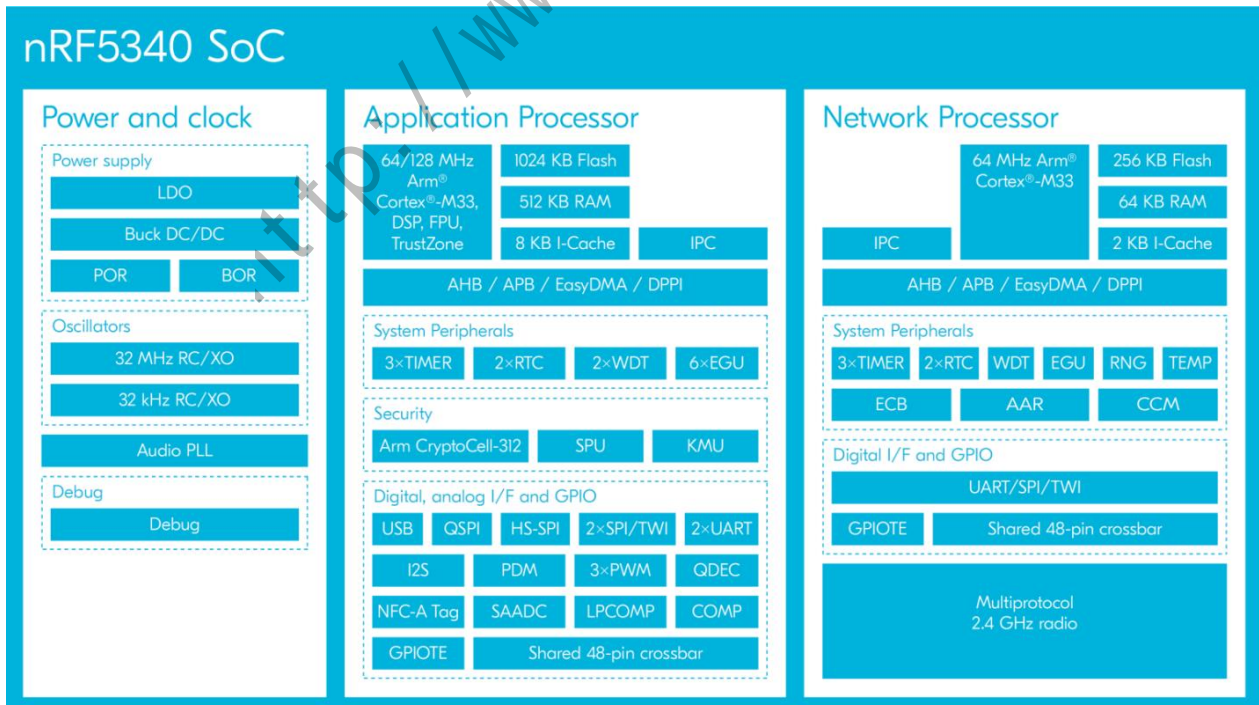 nRF5340 SoC
Power and clock
Power supply
LDO
Buck DC/DC
POR
BOR
Oscillators
32 MHz RC/XO
32 kHz RC/XO
Audio PLL
Debug
Debug
Application Processor
64/128 MHz
Arm®
Cortex®-M33,
DSP, FPU,
TrustZone
1024 KB Flash
512 KB RAM
8 KB I-Cache
IPC
AHB / APB / EasyDMA / DPPI
System Peripherals
3×TIMER
2×RTC
2×WDT
6×EGU
Security
Arm CryptoCell-312
SPU
KMU
Digital, analog I/F and GPIO
USB
QSPI
HS-SPI
2×SPI/TWI
2×UART
I2S
PDM
3×PWM
QDEC
NFC-A Tag
SAADC
LPCOMP
COMP
GPIOTE
Shared 48-pin crossbar
Network Processor
64 MHz Arm®
Cortex®-M33
256 KB Flash
64 KB RAM
IPC
2 KB I-Cache
AHB / APB / EasyDMA / DPPI
System Peripherals
3×TIMER
2×RTC
WDT
EGU
RNG
TEMP
ECB
AAR
CCM
Digital I/F and GPIO
UART/SPI/TWI
GPIOTE
Shared 48-pin crossbar
Multiprotocol
2.4 GHz radio